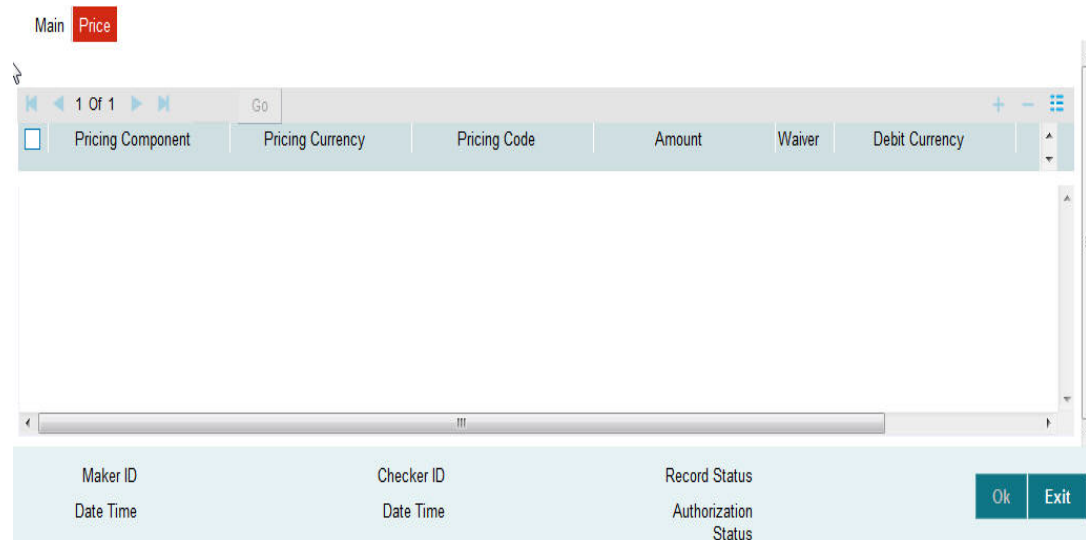 Main Price
1 Of 1 Go
Pricing Component Pricing Currency Pricing Code Amount Waiver Debit Currency
Maker ID Checker ID Record Status
Date Time Date Time Authorization
Status
Ok Exit